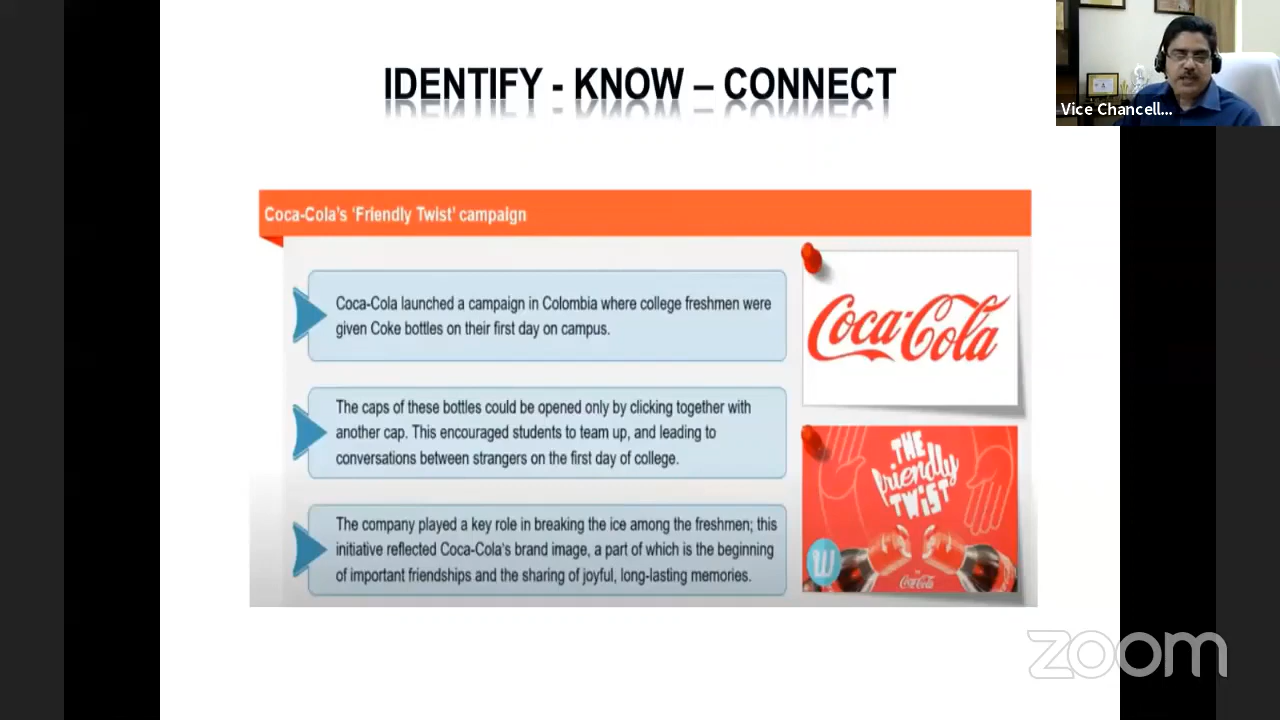 IDENTIFY - KNOW – CONNECT
Vice Chancell...
Coca-Cola's 'Friendly Twist' campaign
Coca-Cola launched a campaign in Colombia where college freshmen were
given Coke bottles on their first day on campus.
The caps of these bottles could be opened only by clicking together with
another cap. This encouraged students to team up, and leading to
conversations between strangers on the first day of college.
The company played a key role in breaking the ice among the freshmen; this
initiative reflected Coca-Cola's brand image, a part of which is the beginning
of important friendships and the sharing of joyful, long-lasting memories.
Coca-Cola
THE
friendly
TWIST
W
Coca-Cola
zoom